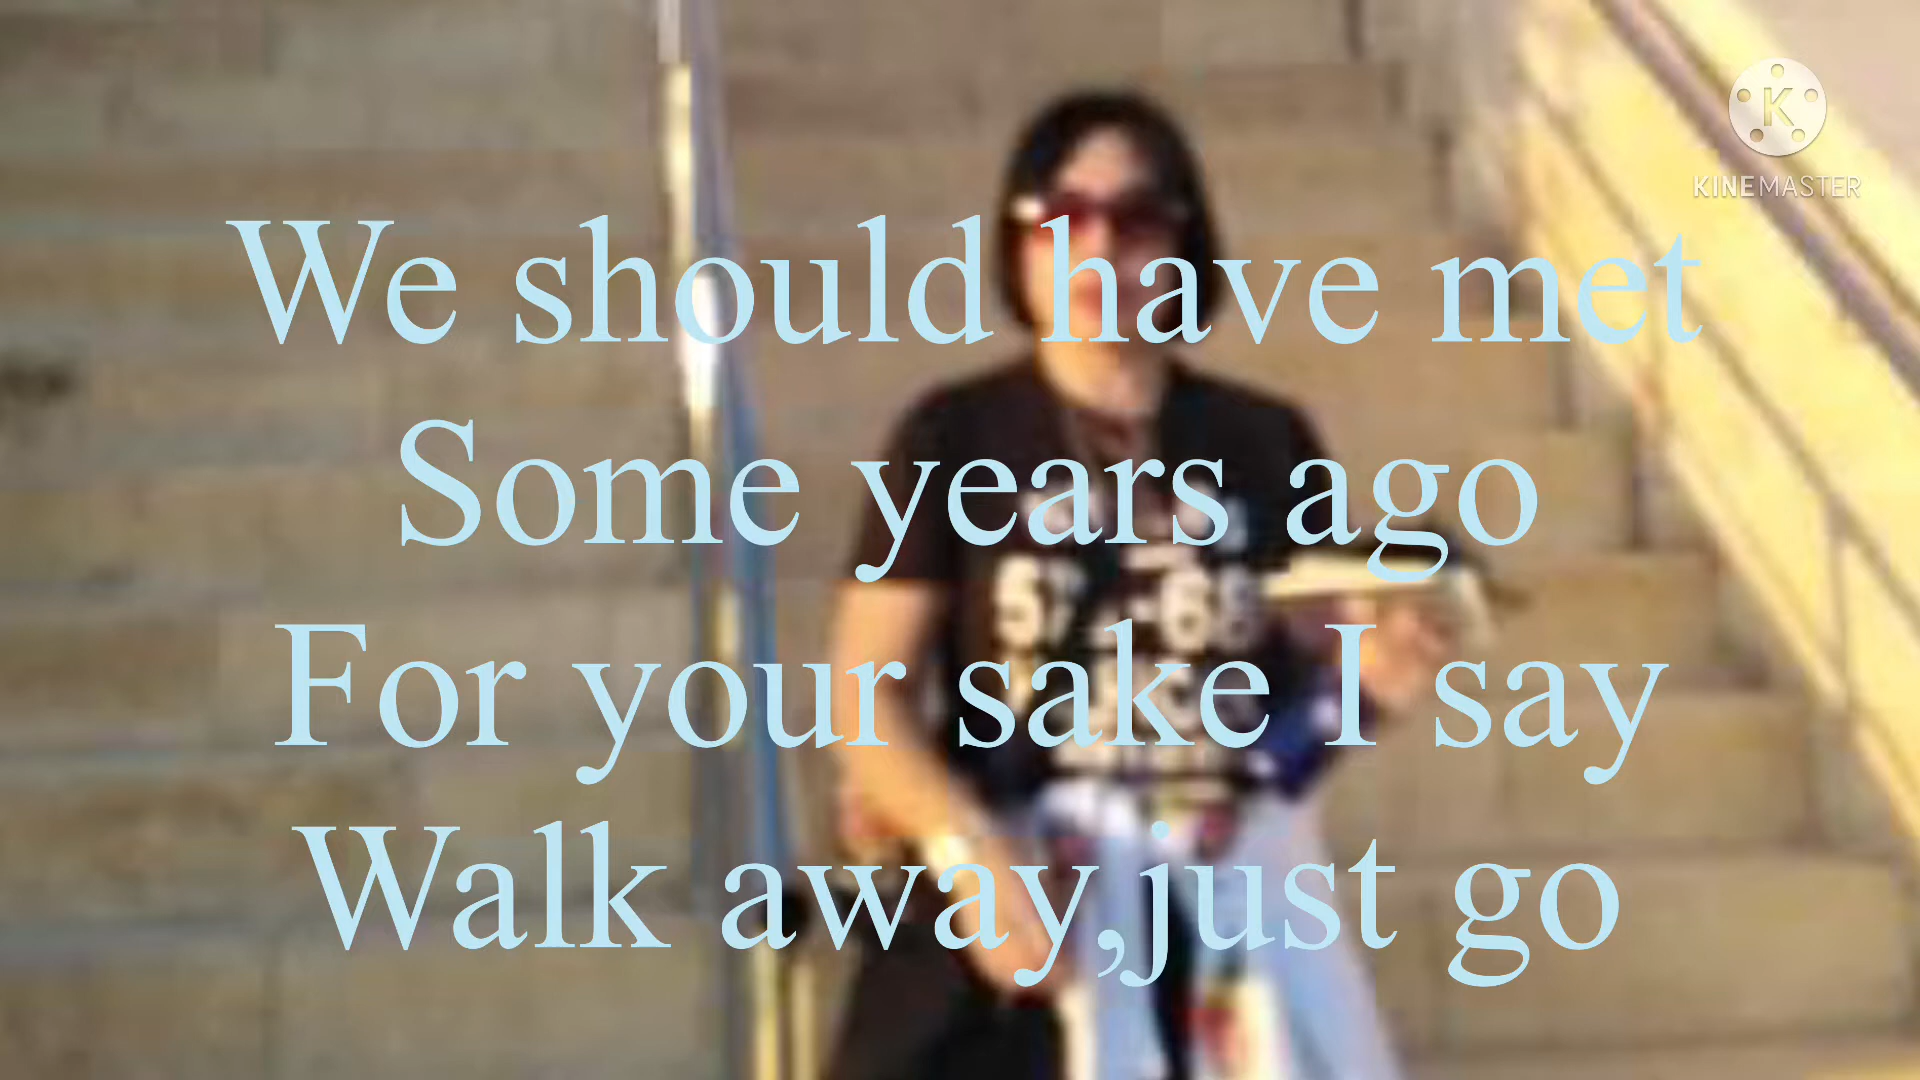 KINEMASTER
We should have met
Some years ago
For your sake I say
Walk away,just go